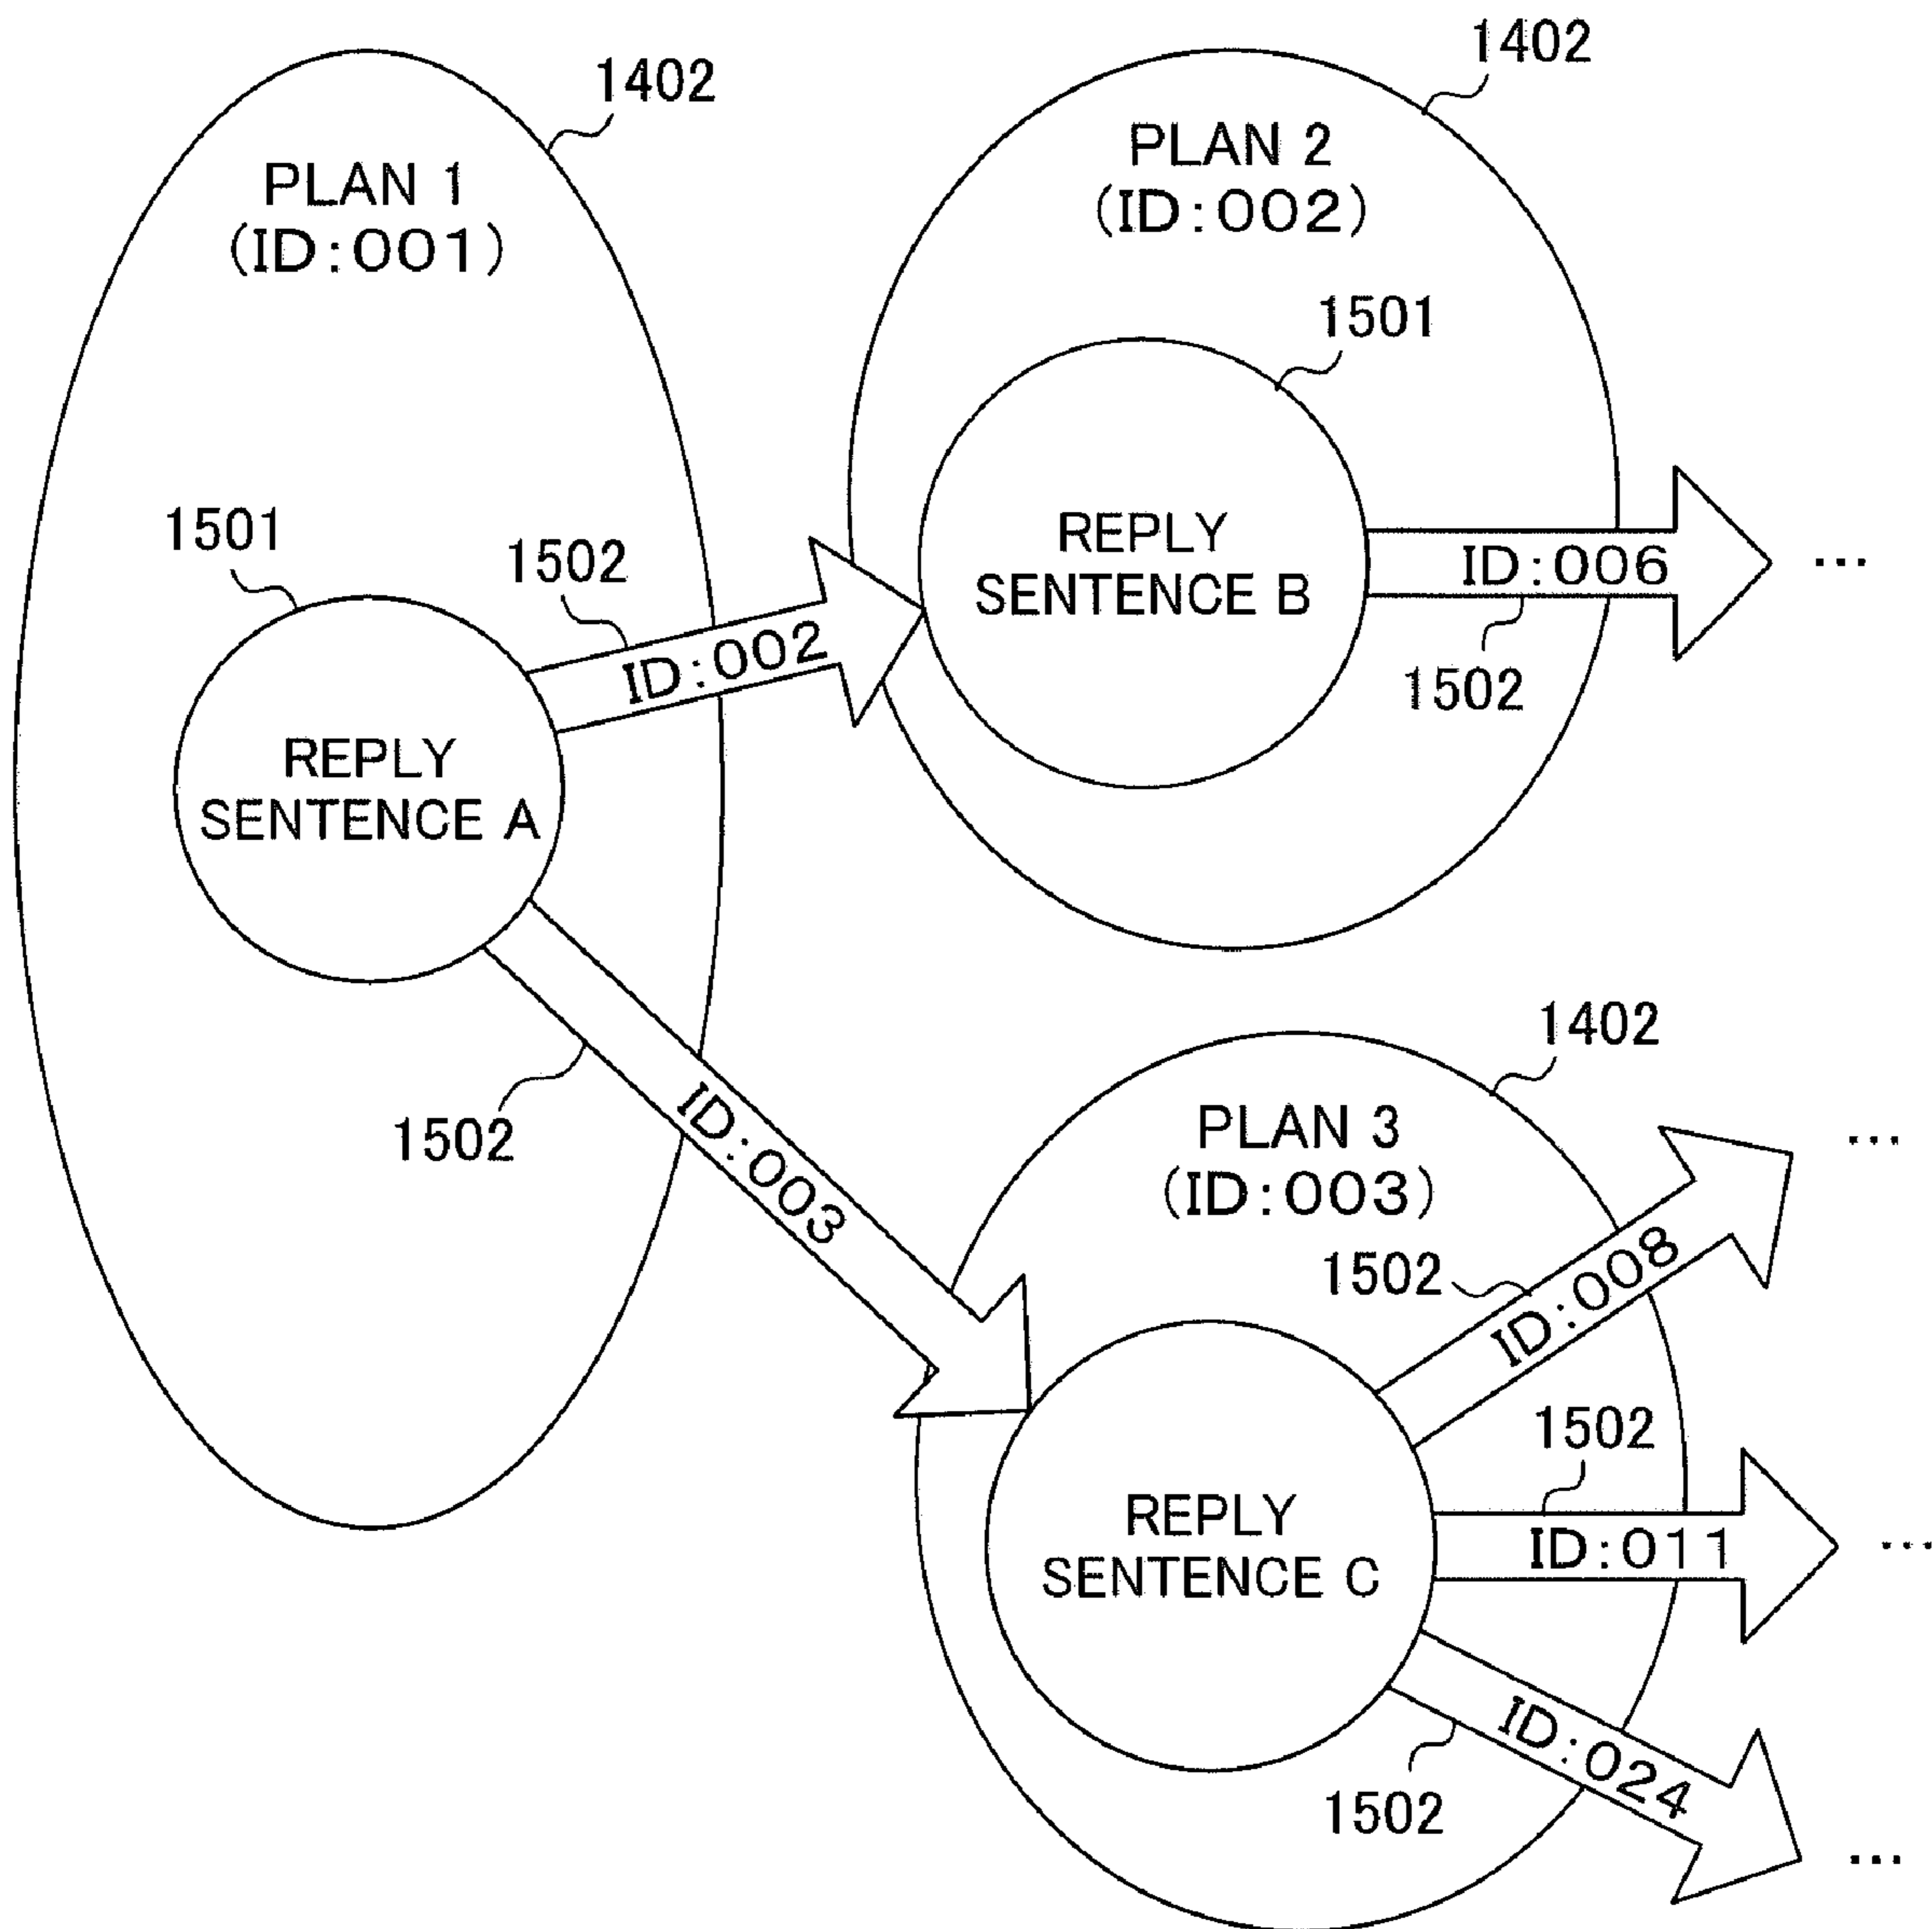 1402
PLAN 1
(ID:001)
1501
1502
ID:002
REPLY
SENTENCE A
1502
ID:003
1402
PLAN 2
(ID:002)
1501
REPLY
SENTENCE B
ID:006
...
1502
1402
PLAN 3
(ID:003)
...
1502
ID:008
1502
REPLY
SENTENCE C
ID:011
...
ID:024
1502
...